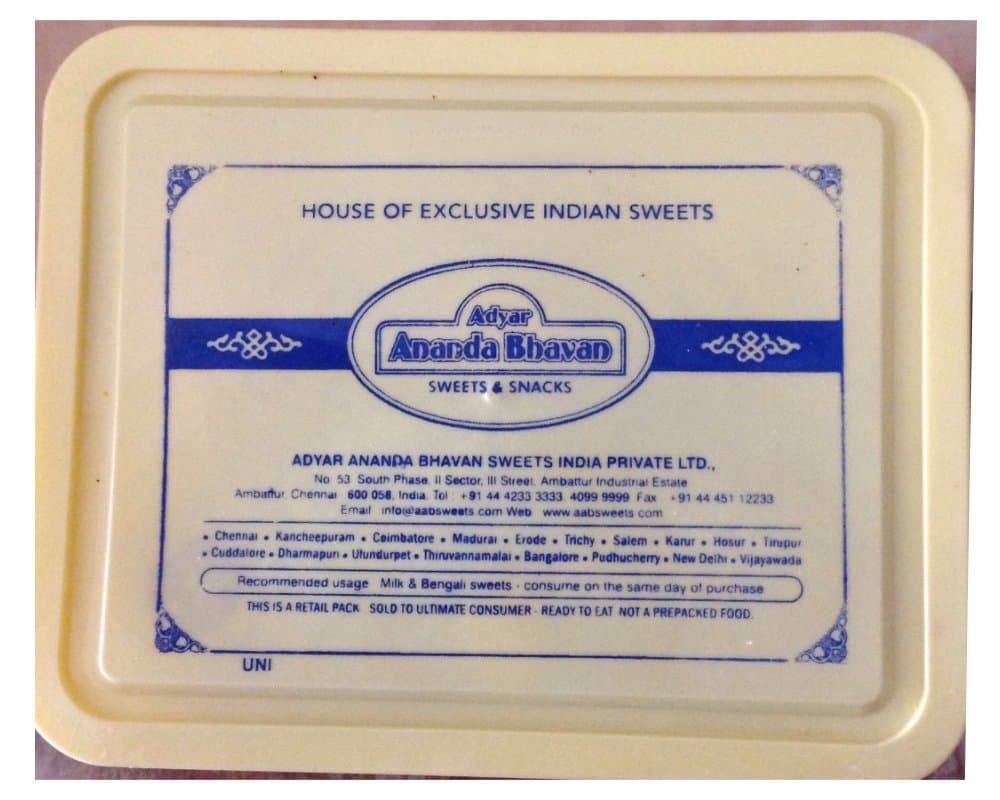 HOUSE OF EXCLUSIVE INDIAN SWEETS
Adyar
Ananda Bhavan
SWEETS & SNACKS
ADYAR ANANDA BHAVAN SWEETS INDIA PRIVATE LTD.,
No 53 South Phase, II Sector, III Street, Ambattur Industrial Estate
Ambattur Chennai 600 058, India. Tel : +91 44 4233 3333 4099 9999 Fax +91 44 451 12233
Email info@aabsweets com Web www.aabsweets com
• Chennai • Kancheepuram • Coimbatore • Madurai • Erode • Trichy • Salem • Karur • Hosur • Tirupur
• Cuddalore • Dharmapuri • Ulundurpet • Thiruvannamalai • Bangalore • Pudhucherry • New Delhi • Vijayawada
Recommended usage Milk & Bengali sweets - consume on the same day of purchase
THIS IS A RETAIL PACK SOLD TO ULTIMATE CONSUMER - READY TO EAT NOT A PREPACKED FOOD.
UNI